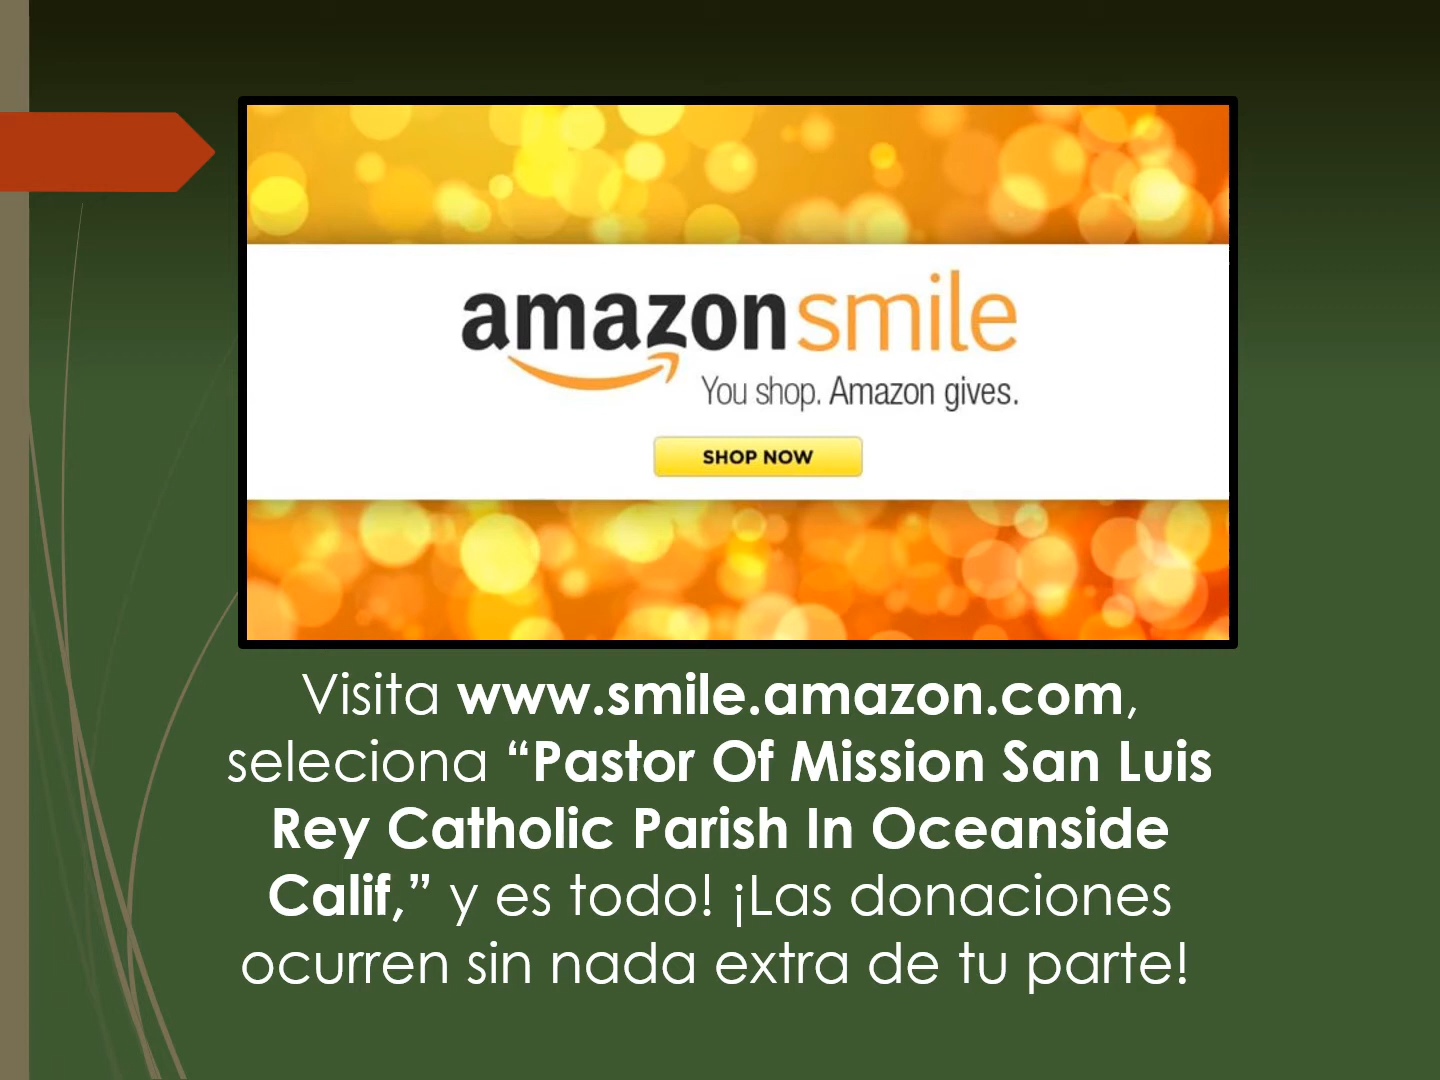 amazonsmile
You shop. Amazon gives.
SHOP NOW
Visita www.smile.amazon.com,
seleciona “Pastor Of Mission San Luis
Rey Catholic Parish In Oceanside
Calif,” y es todo! ¡Las donaciones
ocurren sin nada extra de tu parte!